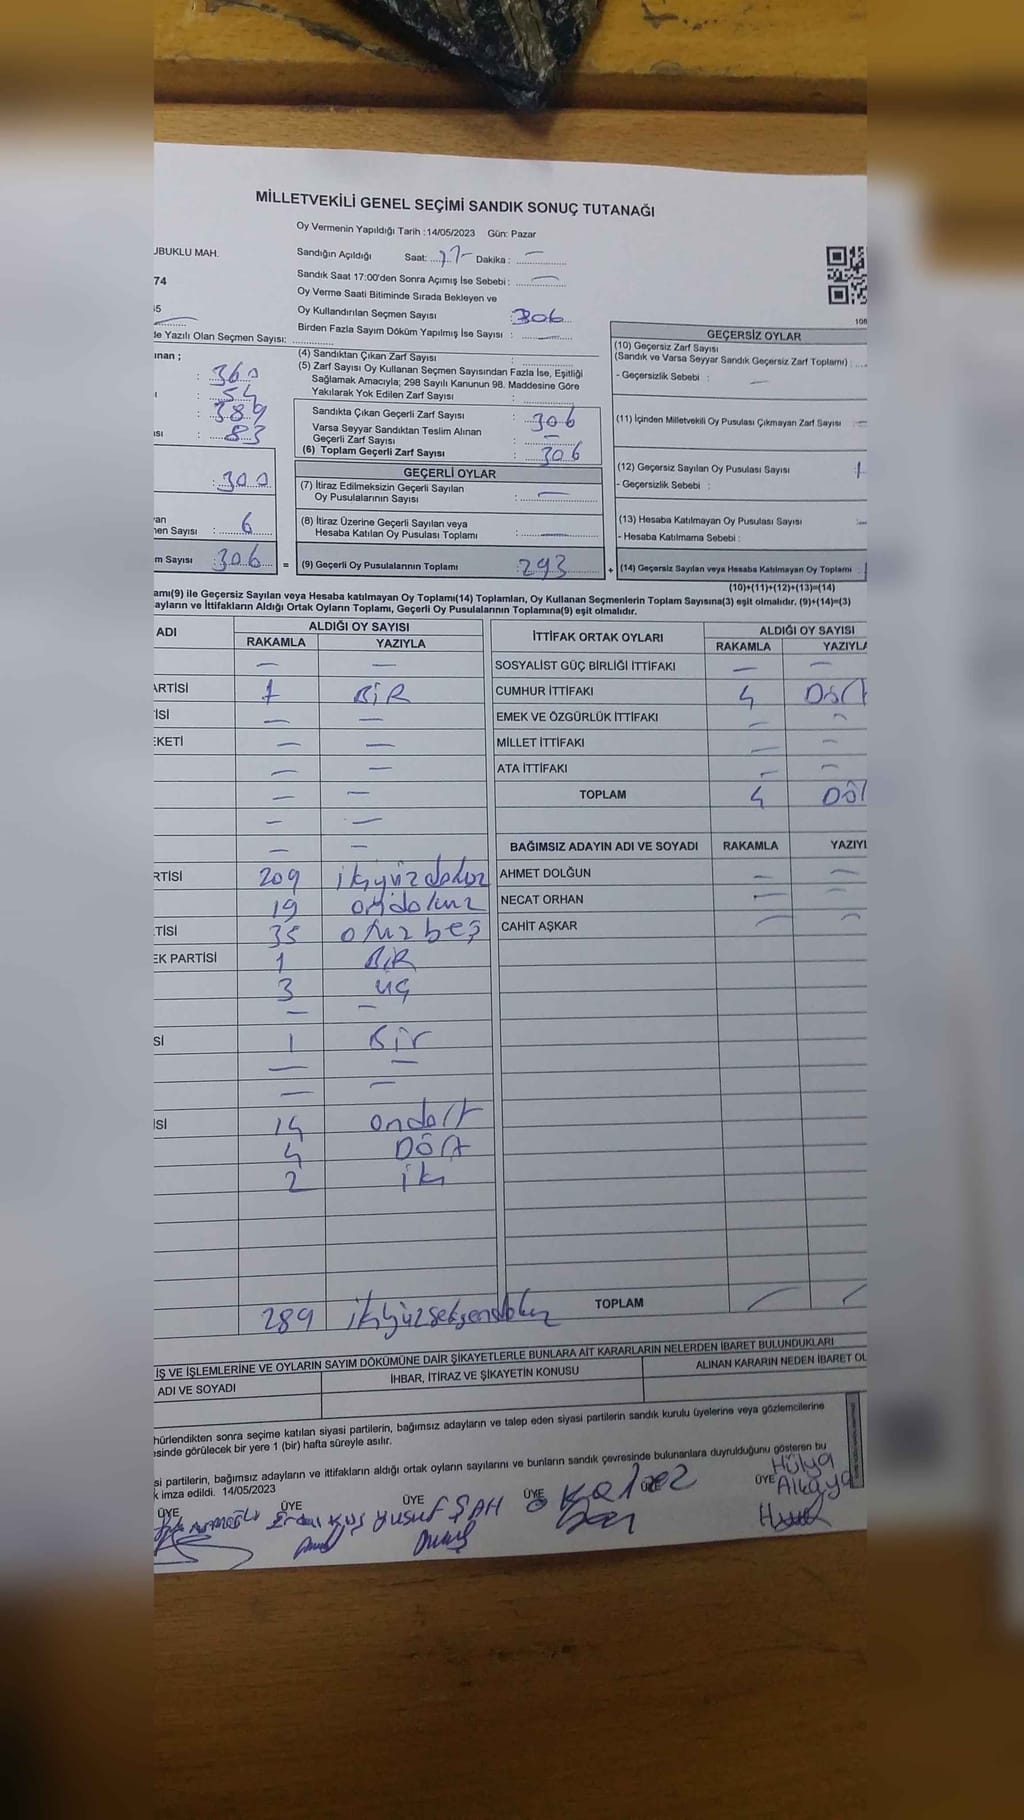 MİLLETVEKİLİ GENEL SEÇİMİ SANDIK SONUÇ TUTANAĞI
Oy Vermenin Yapıldığı Tarih :14/05/2023 Gün: Pazar
UBUKLU MAH.
Sandığın Açıldığı Saat: Dakika : —
74
Sandık Saat 17:00'den Sonra Açımış İse Sebebi : —
Oy Verme Saati Bitiminde Sırada Bekleyen ve
Oy Kullandırılan Seçmen Sayısı : 306
Birden Fazla Sayım Döküm Yapılmış İse Sayısı : —
de Yazılı Olan Seçmen Sayısı:
ınan ;
: 360
: 54
: 389
ısı : 83
: 300
an
nen Sayısı : 6
m Sayısı : 306 =
(4) Sandıktan Çıkan Zarf Sayısı :
(5) Zarf Sayısı Oy Kullanan Seçmen Sayısından Fazla İse, Eşitliği
Sağlamak Amacıyla; 298 Sayılı Kanunun 98. Maddesine Göre
Yakılarak Yok Edilen Zarf Sayısı :
Sandıkta Çıkan Geçerli Zarf Sayısı : 306
Varsa Seyyar Sandıktan Teslim Alınan
Geçerli Zarf Sayısı : —
(6) Toplam Geçerli Zarf Sayısı : 306
GEÇERLİ OYLAR
(7) İtiraz Edilmeksizin Geçerli Sayılan
Oy Pusulalarının Sayısı : —
(8) İtiraz Üzerine Geçerli Sayılan veya
Hesaba Katılan Oy Pusulası Toplamı : —
(9) Geçerli Oy Pusulalarının Toplamı : 293 +
GEÇERSİZ OYLAR
(10) Geçersiz Zarf Sayısı
(Sandık ve Varsa Seyyar Sandık Geçersiz Zarf Toplamı) :
- Geçersizlik Sebebi : —
(11) İçinden Milletvekili Oy Pusulası Çıkmayan Zarf Sayısı : —
(12) Geçersiz Sayılan Oy Pusulası Sayısı : 1
- Geçersizlik Sebebi :
(13) Hesaba Katılmayan Oy Pusulası Sayısı : —
- Hesaba Katılmama Sebebi :
(14) Geçersiz Sayılan veya Hesaba Katılmayan Oy Toplamı :
(10)+(11)+(12)+(13)=(14)
amı(9) ile Geçersiz Sayılan veya Hesaba katılmayan Oy Toplamı(14) Toplamları, Oy Kullanan Seçmenlerin Toplam Sayısına(3) eşit olmalıdır. (9)+(14)=(3)
ayların ve İttifakların Aldığı Ortak Oyların Toplamı, Geçerli Oy Pusulalarının Toplamına(9) eşit olmalıdır.
ADI ALDIĞI OY SAYISI
RAKAMLA YAZIYLA
— —
ARTİSİ 1 BİR
İSİ — —
EKETİ — —
— —
— —
— —
— —
RTİSİ 209 ikiyüzdokuz
19 ondokuz
TİSİ 35 otuzbeş
EK PARTİSİ 1 BİR
3 üç
— —
Sİ 1 Bir
— —
— —
ISI 14 ondört
4 DÖRT
2 iki
289 ikiyüzseksendokuz
İTTİFAK ORTAK OYLARI ALDIĞI OY SAYISI
RAKAMLA YAZIYLA
SOSYALİST GÜÇ BİRLİĞİ İTTİFAKI — —
CUMHUR İTTİFAKI 4 Dört
EMEK VE ÖZGÜRLÜK İTTİFAKI — —
MİLLET İTTİFAKI — —
ATA İTTİFAKI — —
TOPLAM 4 Döl
BAĞIMSIZ ADAYIN ADI VE SOYADI RAKAMLA YAZIYL
AHMET DOLĞUN — —
NECAT ORHAN — —
CAHİT AŞKAR — —
TOPLAM — —
İŞ VE İŞLEMLERİNE VE OYLARIN SAYIM DÖKÜMÜNE DAİR ŞİKAYETLERLE BUNLARA AİT KARARLARIN NELERDEN İBARET BULUNDUKLARI
ADI VE SOYADI İHBAR, İTİRAZ VE ŞİKAYETİN KONUSU ALINAN KARARIN NEDEN İBARET OL
hürlendikten sonra seçime katılan siyasi partilerin, bağımsız adayların ve talep eden siyasi partilerin sandık kurulu üyelerine veya gözlemcilerine
esinde görülecek bir yere 1 (bir) hafta süreyle asılır.
si partilerin, bağımsız adayların ve ittifakların aldığı ortak oyların sayılarını ve bunların sandık çevresinde bulunanlara duyrulduğunu gösteren bu
k imza edildi. 14/05/2023
ÜYE ÜYE ÜYE ÜYE ÜYE
Yusuf ŞAH
Hülya
Alkaya